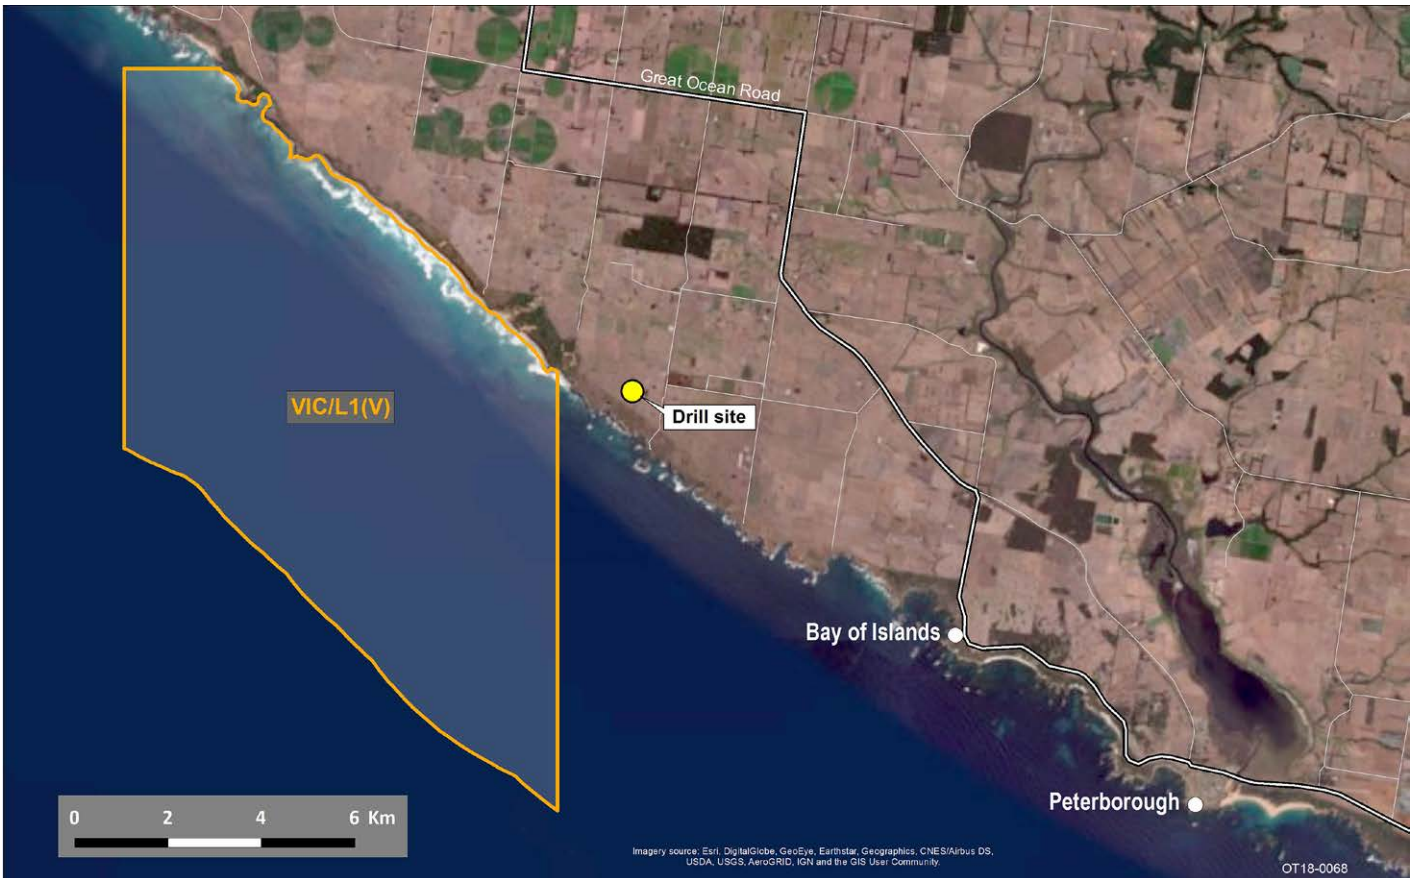 Great Ocean Road
VIC/L1(V)
Drill site
Bay of Islands
Peterborough
0 2 4 6 Km
Imagery source: Esri, DigitalGlobe, GeoEye, Earthstar, Geographics, CNES/Airbus DS,
USDA, USGS, AeroGRID, IGN and the GIS User Community.
OT18-0068